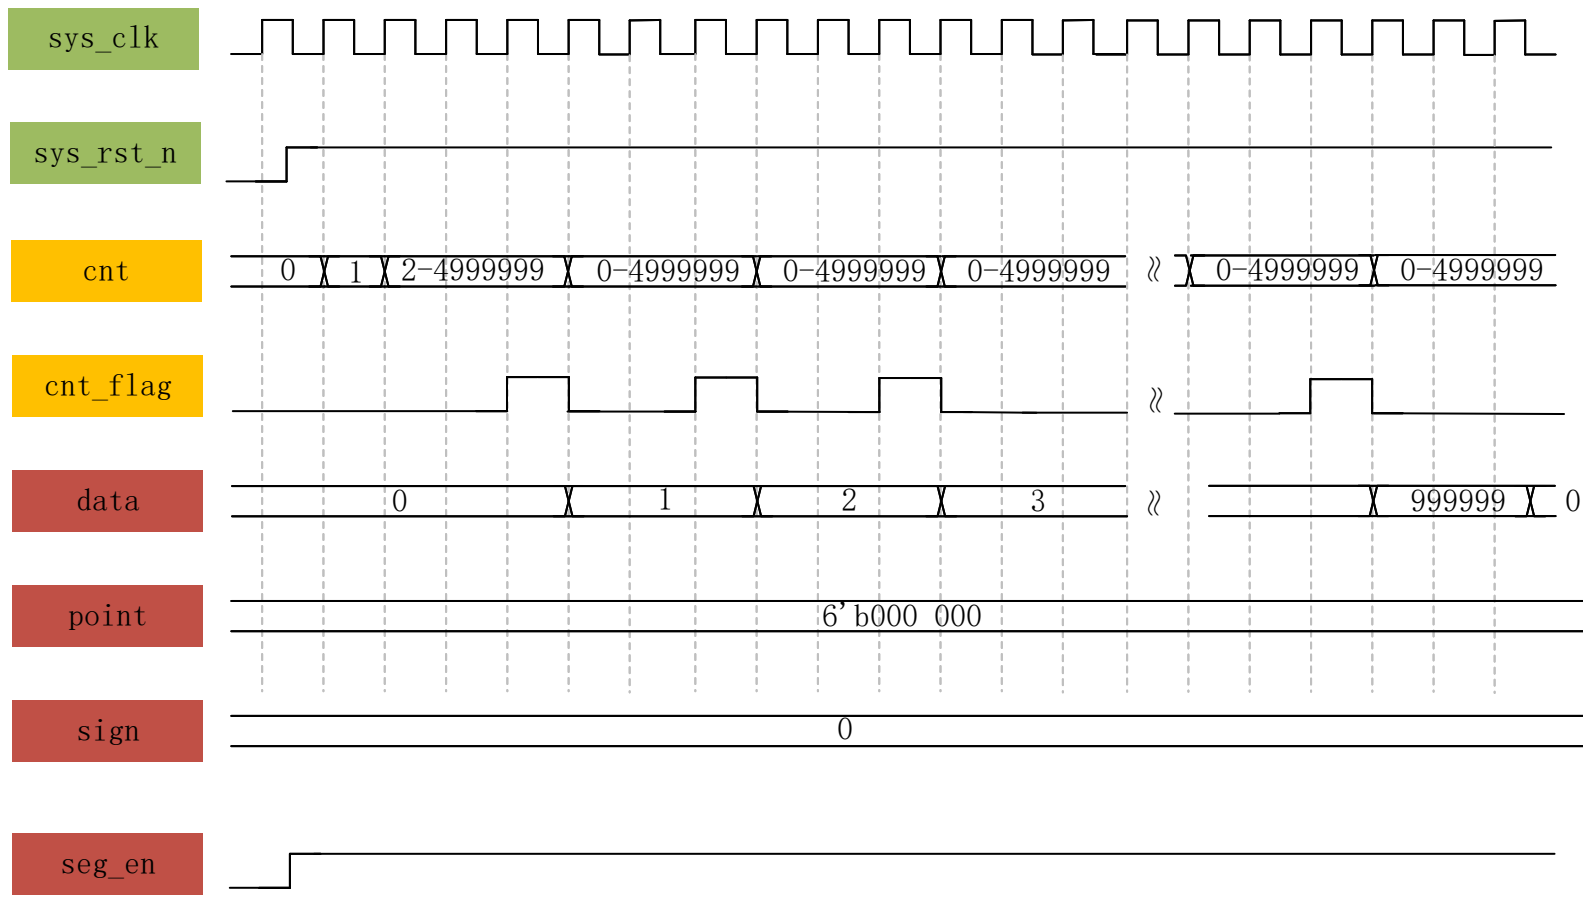 sys_clk
sys_rst_n
cnt 0 1 2-4999999 0-4999999 0-4999999 0-4999999 ≈ 0-4999999 0-4999999
cnt_flag ≈
data 0 1 2 3 ≈ 999999 0
point 6'b000 000
sign 0
seg_en